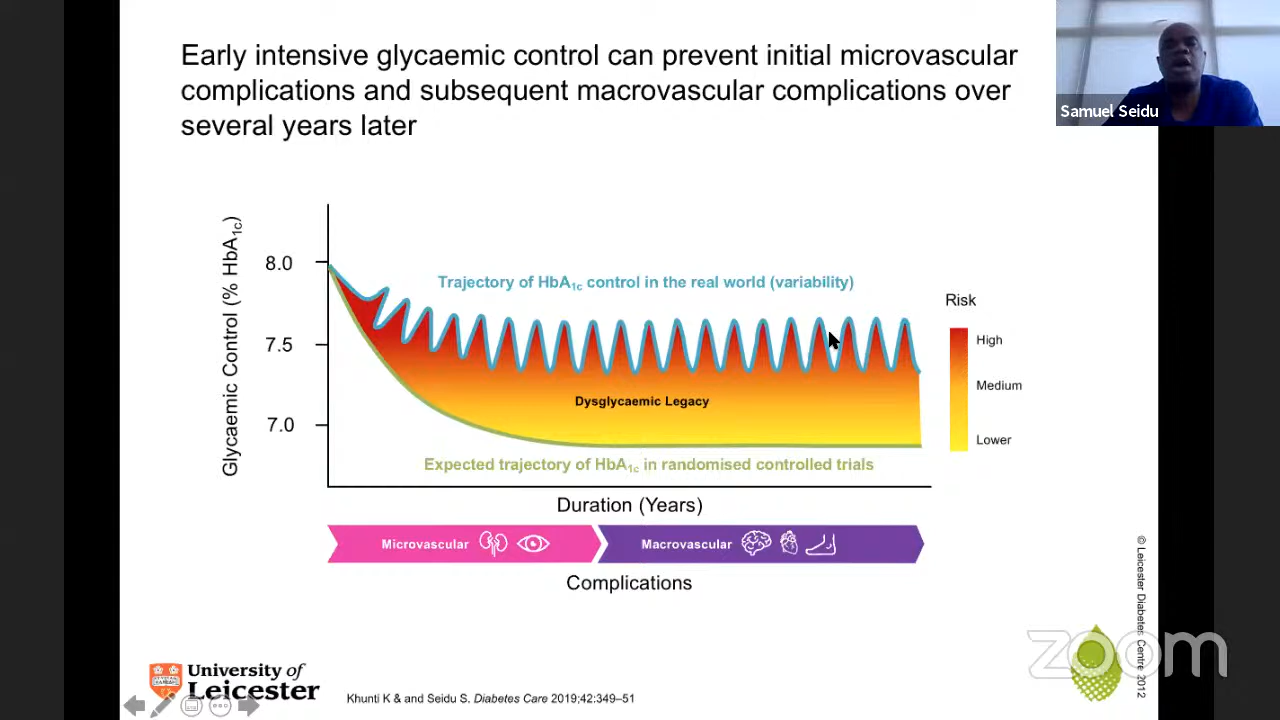 Early intensive glycaemic control can prevent initial microvascular
complications and subsequent macrovascular complications over
several years later
Samuel Seidu
Glycaemic Control (% HbA1c)
8.0
7.5
7.0
Trajectory of HbA1c control in the real world (variability)
Dysglycaemic Legacy
Expected trajectory of HbA1c in randomised controlled trials
Risk
High
Medium
Lower
Duration (Years)
Microvascular
Macrovascular
Complications
© Leicester Diabetes Centre 2012
University of
Leicester
Khunti K & and Seidu S. Diabetes Care 2019;42:349–51
zoom